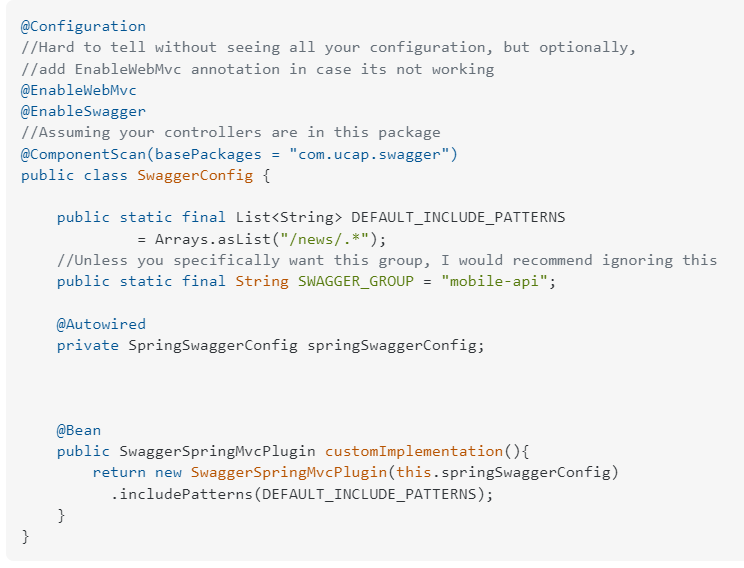 @Configuration
//Hard to tell without seeing all your configuration, but optionally,
//add EnableWebMvc annotation in case its not working
@EnableWebMvc
@EnableSwagger
//Assuming your controllers are in this package
@ComponentScan(basePackages = "com.ucap.swagger")
public class SwaggerConfig {
    public static final List<String> DEFAULT_INCLUDE_PATTERNS
             = Arrays.asList("/news/.*");
    //Unless you specifically want this group, I would recommend ignoring this
    public static final String SWAGGER_GROUP = "mobile-api";
    @Autowired
    private SpringSwaggerConfig springSwaggerConfig;
    @Bean
    public SwaggerSpringMvcPlugin customImplementation(){
        return new SwaggerSpringMvcPlugin(this.springSwaggerConfig)
          .includePatterns(DEFAULT_INCLUDE_PATTERNS);
    }
}